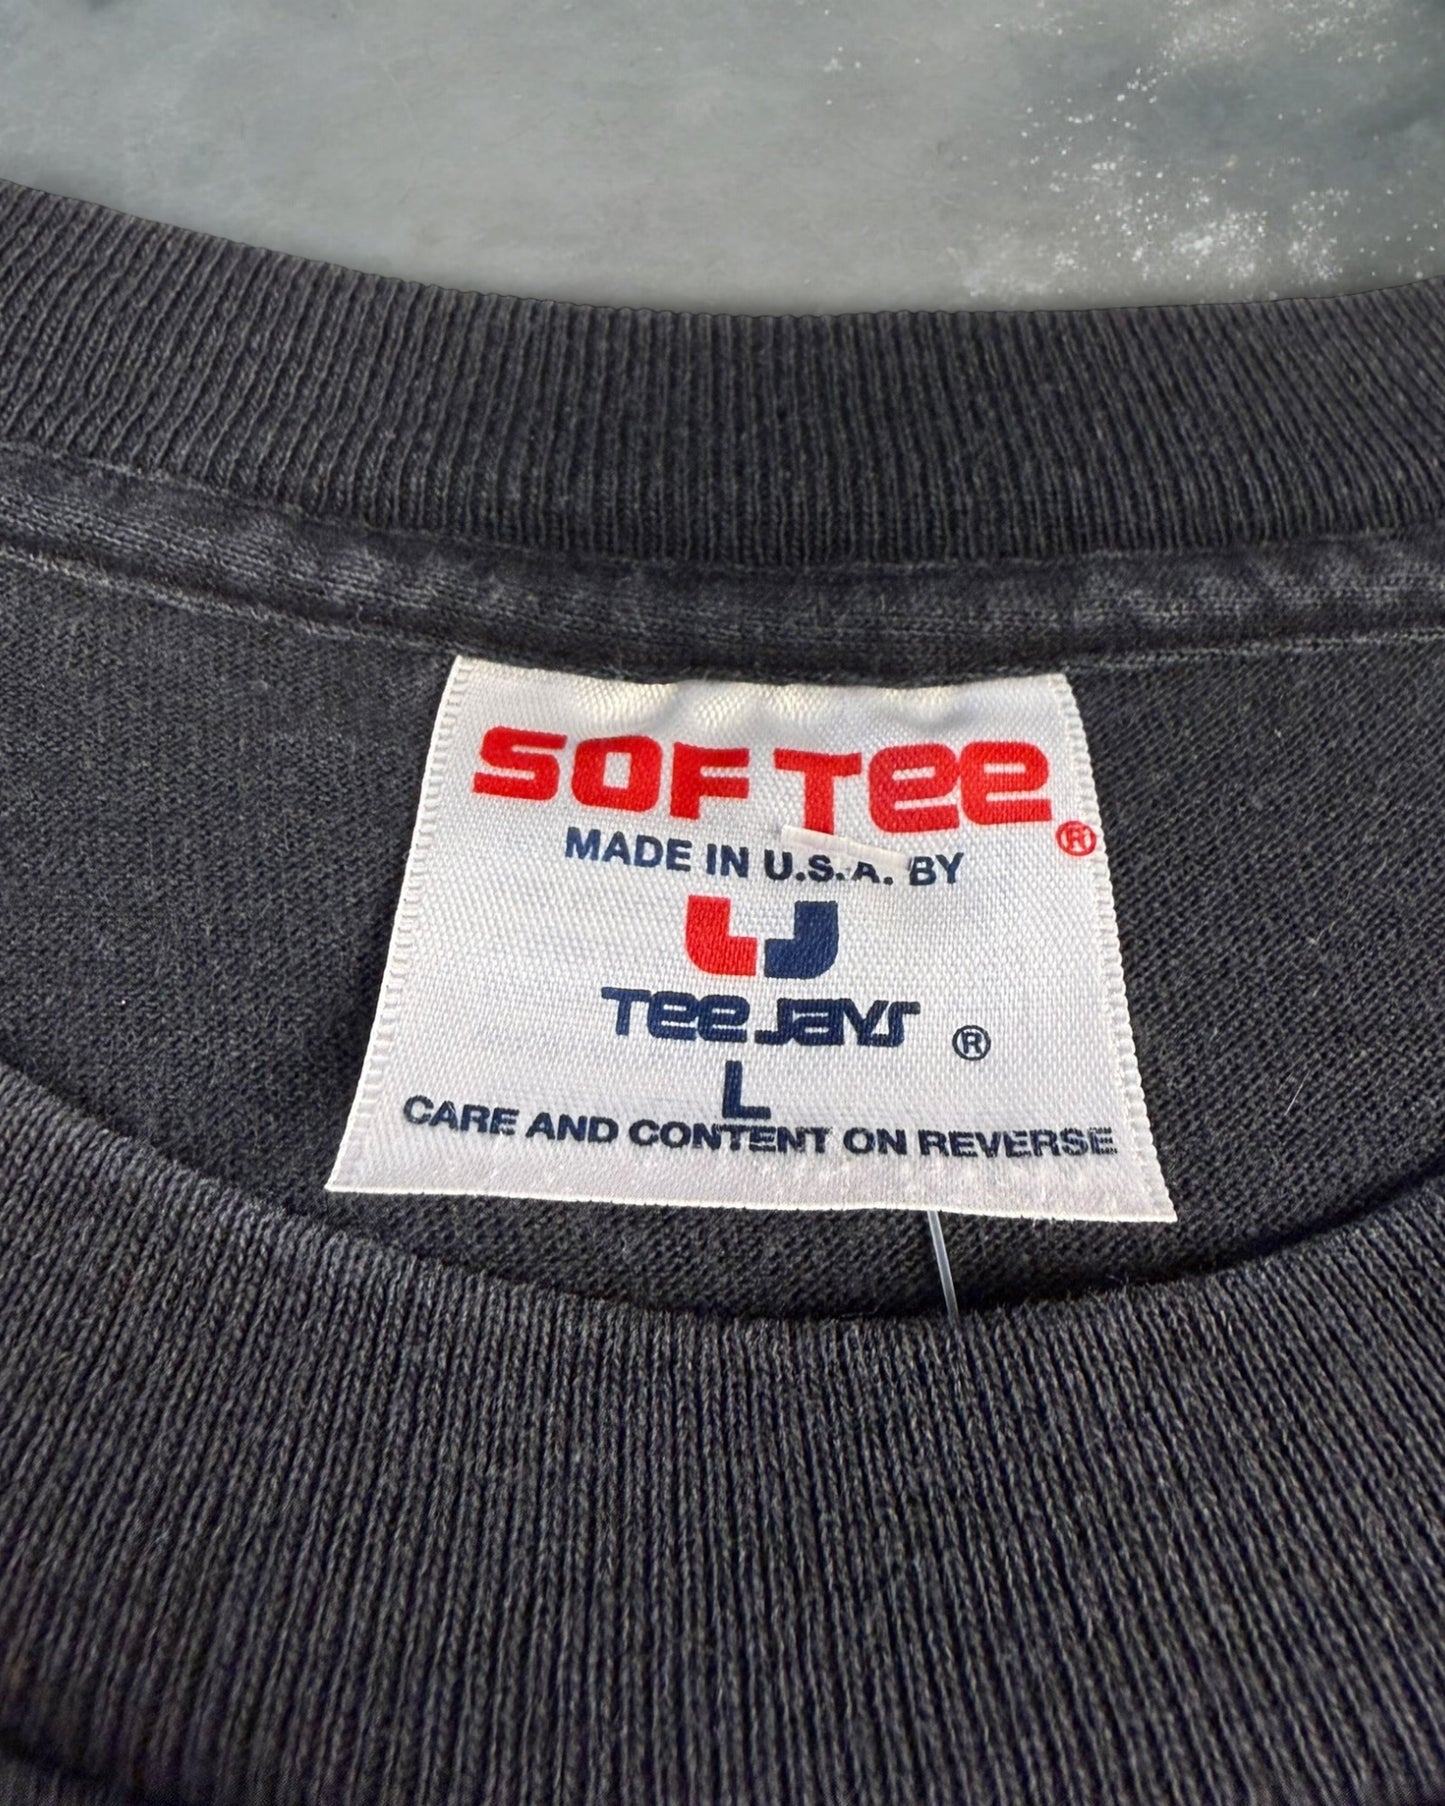 SOF TEE ®
MADE IN U.S.A. BY
TEE JAYS ®
L
CARE AND CONTENT ON REVERSE